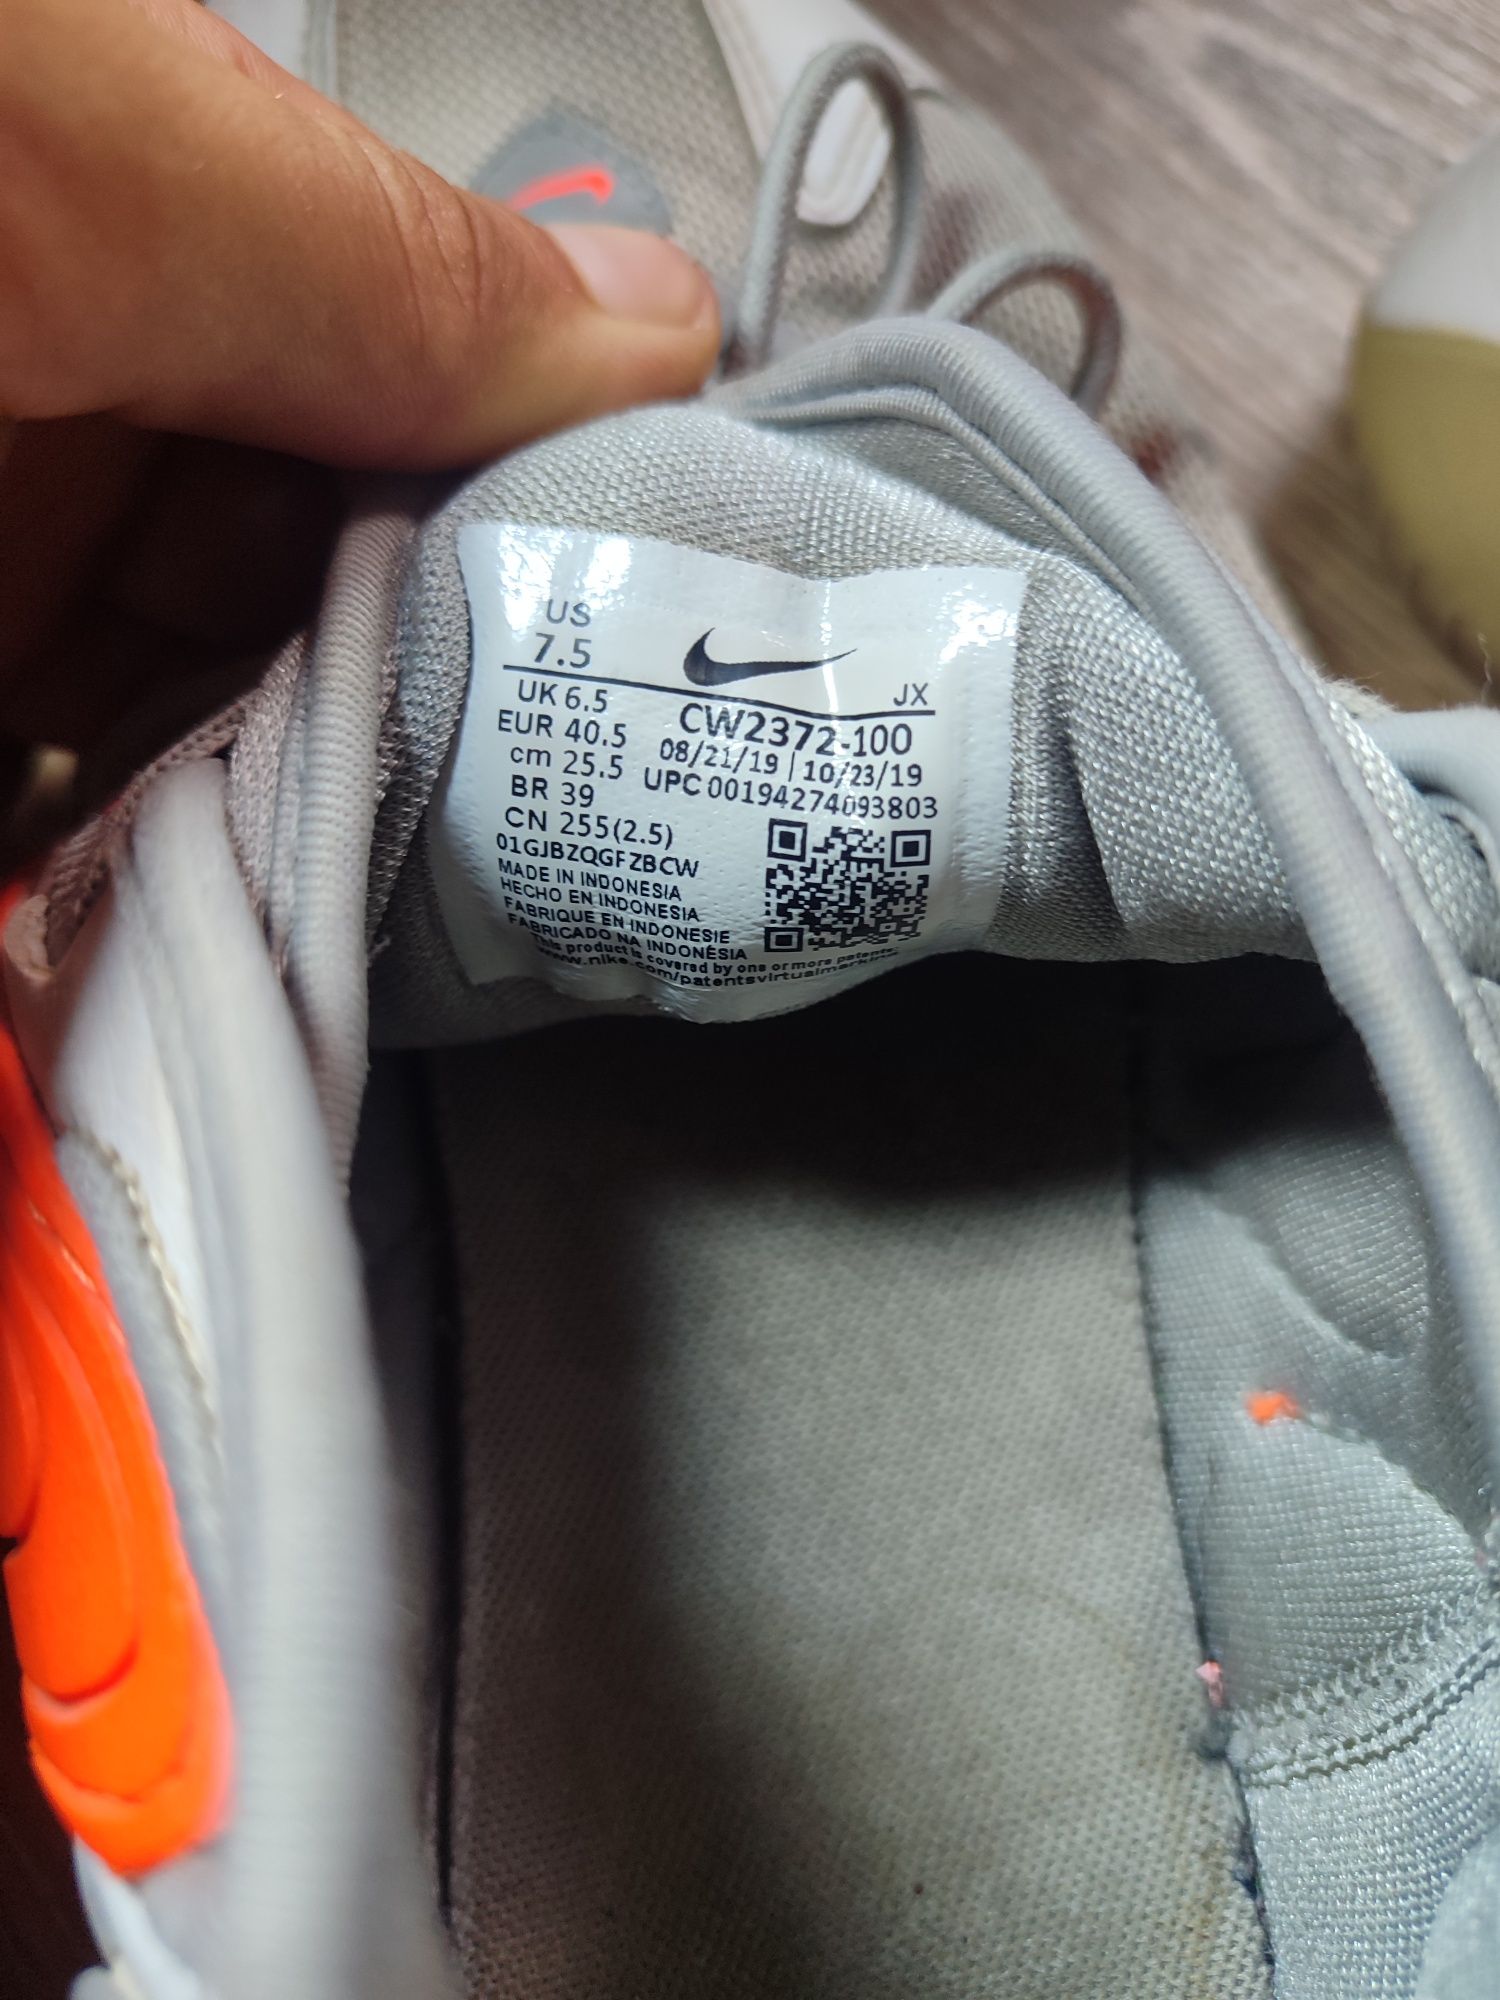 US
7.5
JX
UK 6.5
EUR 40.5
cm 25.5
BR 39
CN 255(2.5)
CW2372-100
08/21/19 | 10/23/19
UPC 00194274093803
01GJBZQGFZBCW
MADE IN INDONESIA
HECHO EN INDONESIA
FABRIQUE EN INDONESIE
FABRICADO NA INDONÉSIA
This product is covered by one or more patents.
www.nike.com/patentsvirtualmarking